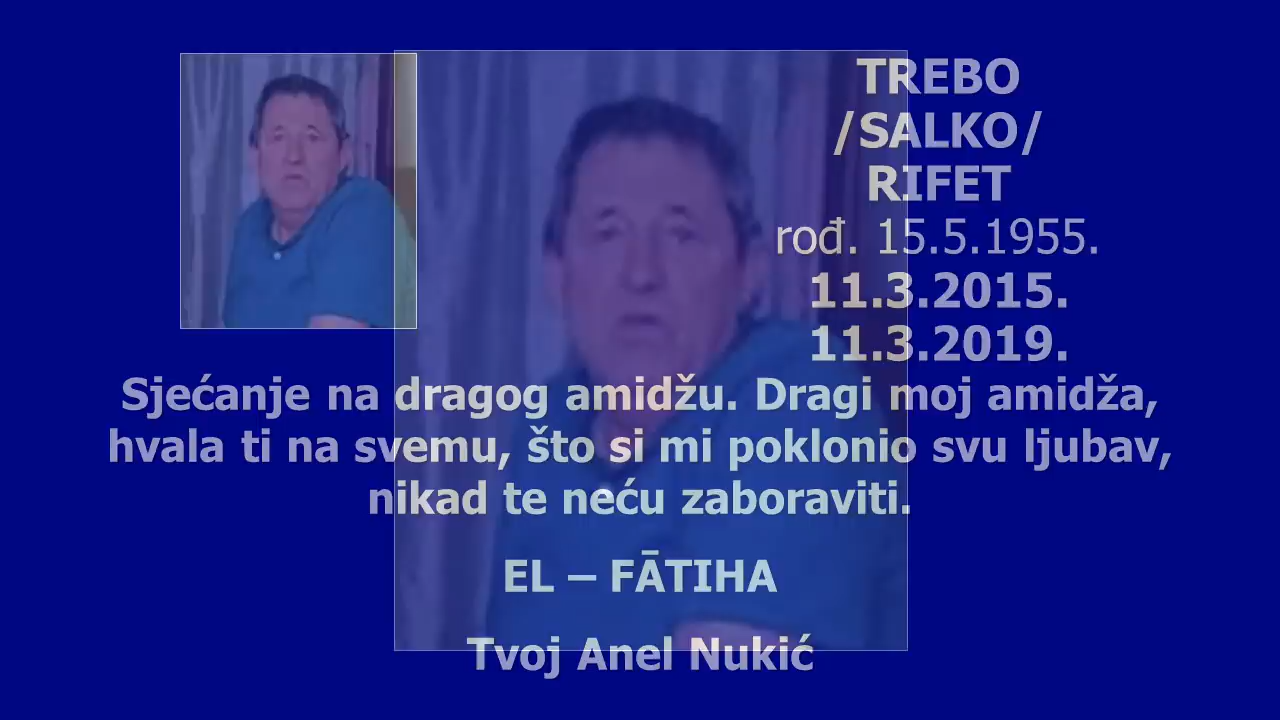 TREBO
/SALKO/
RIFET
rođ. 15.5.1955.
11.3.2015.
11.3.2019.
Sjećanje na dragog amidžu. Dragi moj amidža,
hvala ti na svemu, što si mi poklonio svu ljubav,
nikad te neću zaboraviti.
EL – FĀTIHA
Tvoj Anel Nukić